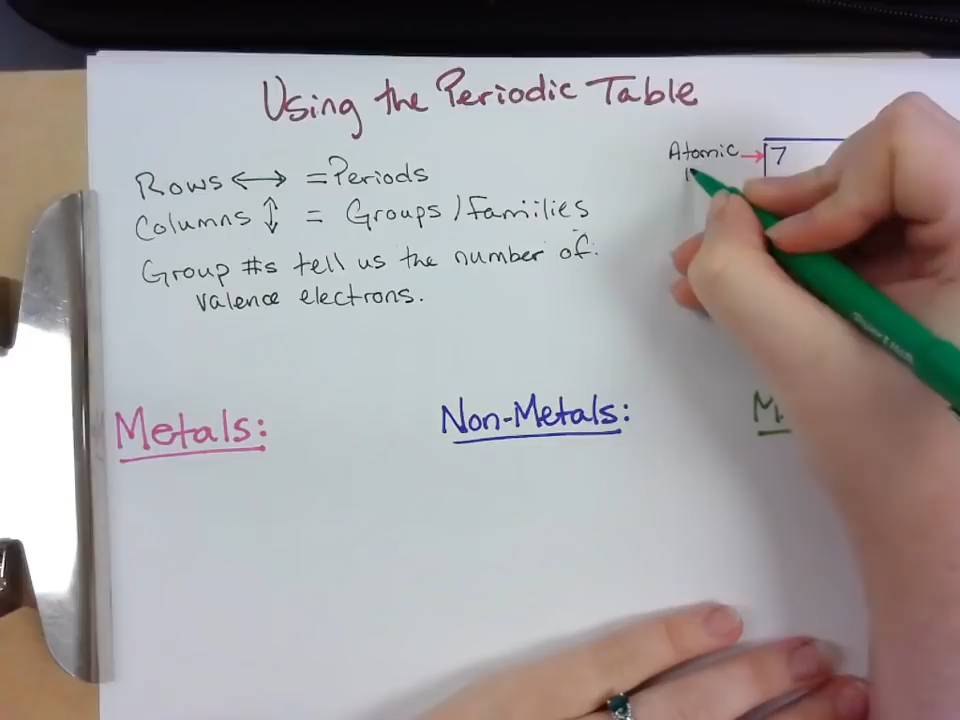 Using the Periodic Table
Atomic → 7
Rows ↔ = Periods
Columns ↕ = Groups / Families
Group #s tell us the number of
valence electrons.
Metals:
Non-Metals: